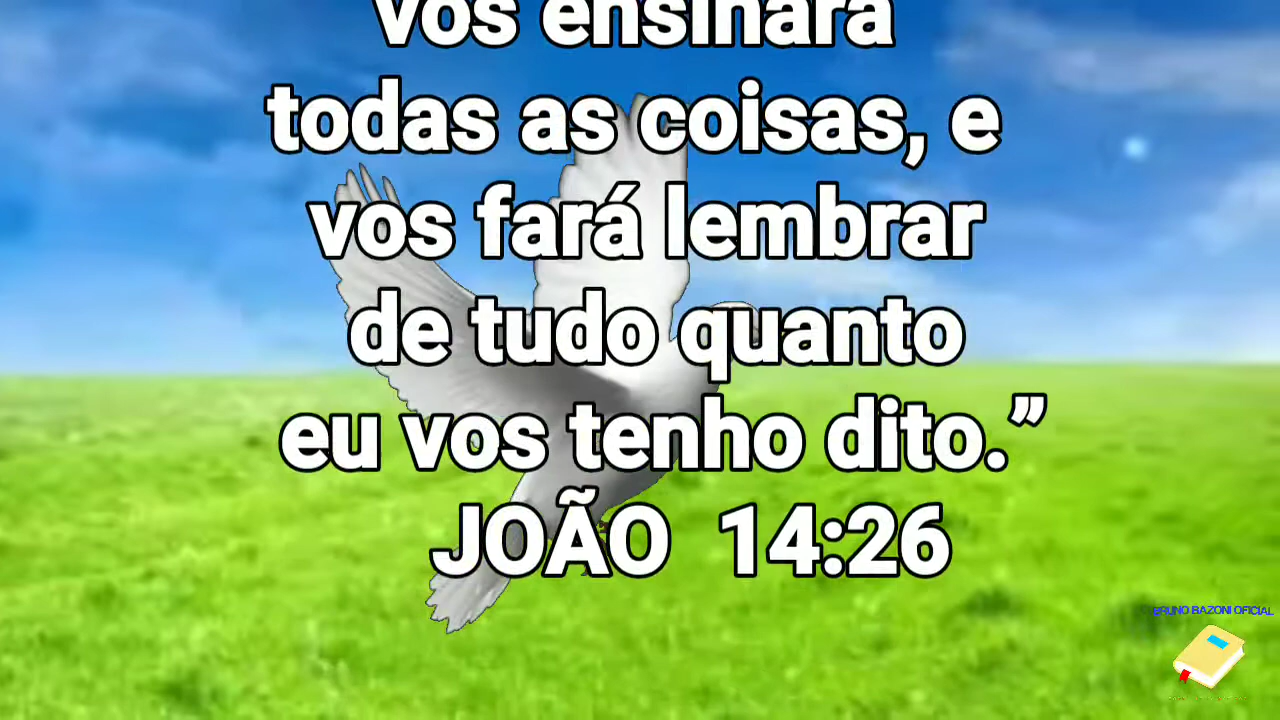 vos ensinará
todas as coisas, e
vos fará lembrar
de tudo quanto
eu vos tenho dito.”
JOÃO 14:26
BRUNO BAZONI OFICIAL